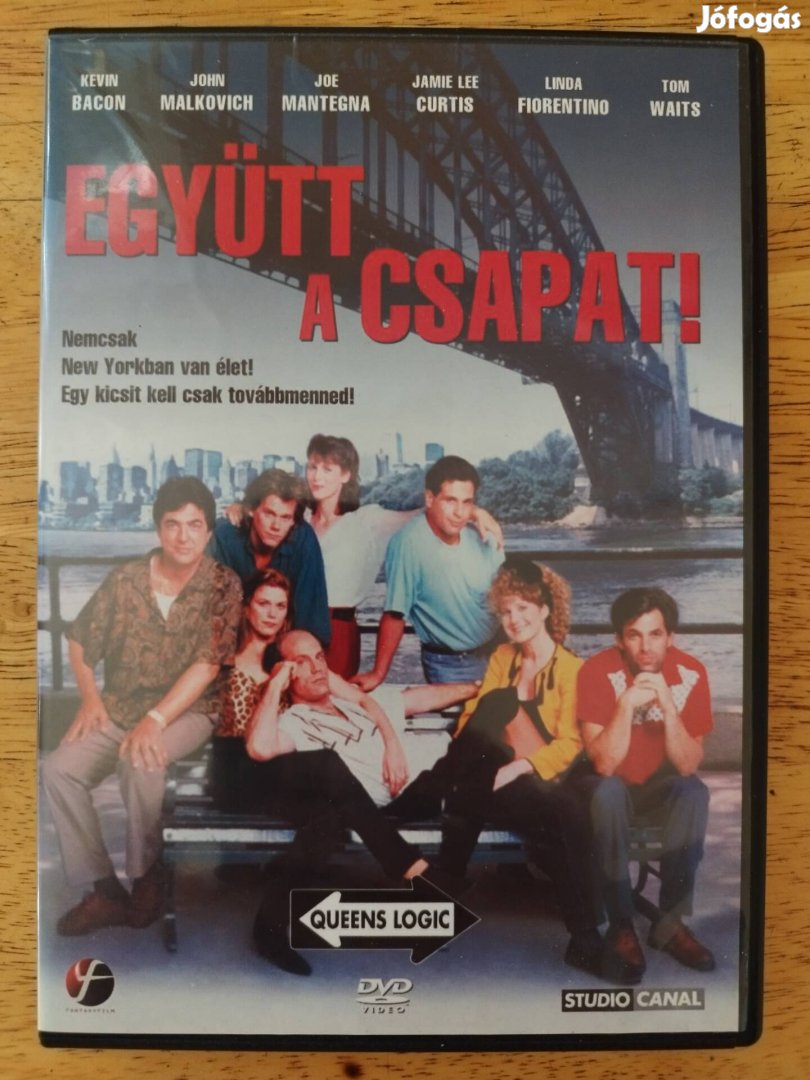 Jófogás
KEVIN BACON
JOHN MALKOVICH
JOE MANTEGNA
JAMIE LEE CURTIS
LINDA FIORENTINO
TOM WAITS
EGYÜTT
A CSAPAT!
Nemcsak
New Yorkban van élet!
Egy kicsit kell csak továbbmenned!
QUEENS LOGIC
FANTASYFILM
DVD
VIDEO
STUDIO CANAL